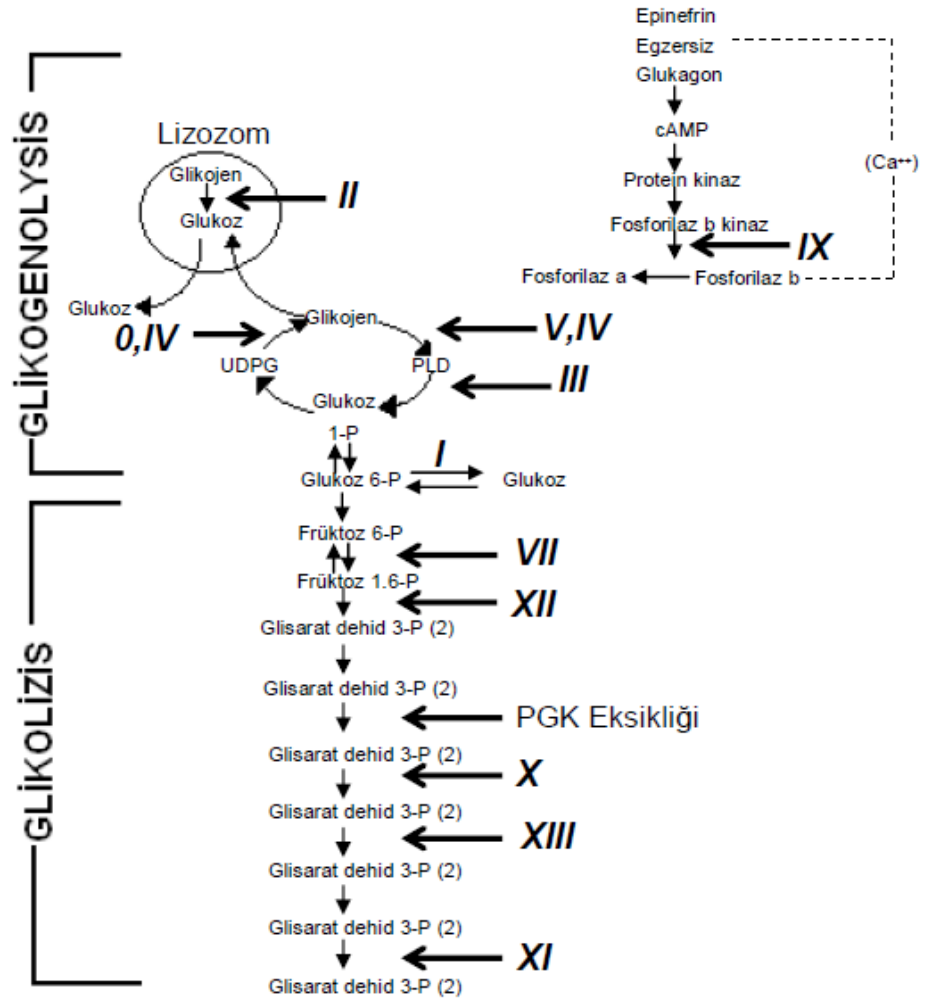 Epinefrin
Egzersiz
Glukagon
cAMP
(Ca++)
Protein kinaz
Fosforilaz b kinaz
IX
Fosforilaz a
Fosforilaz b
GLİKOGENOLYSİS
Lizozom
Glikojen
II
Glukoz
Glukoz
0,IV
Glikojen
V,IV
UDPG
PLD
III
Glukoz
1-P
I
Glukoz 6-P
Glukoz
GLİKOLİZİS
Früktoz 6-P
VII
Früktoz 1.6-P
XII
Glisarat dehid 3-P (2)
Glisarat dehid 3-P (2)
PGK Eksikliği
Glisarat dehid 3-P (2)
X
Glisarat dehid 3-P (2)
XIII
Glisarat dehid 3-P (2)
Glisarat dehid 3-P (2)
XI
Glisarat dehid 3-P (2)